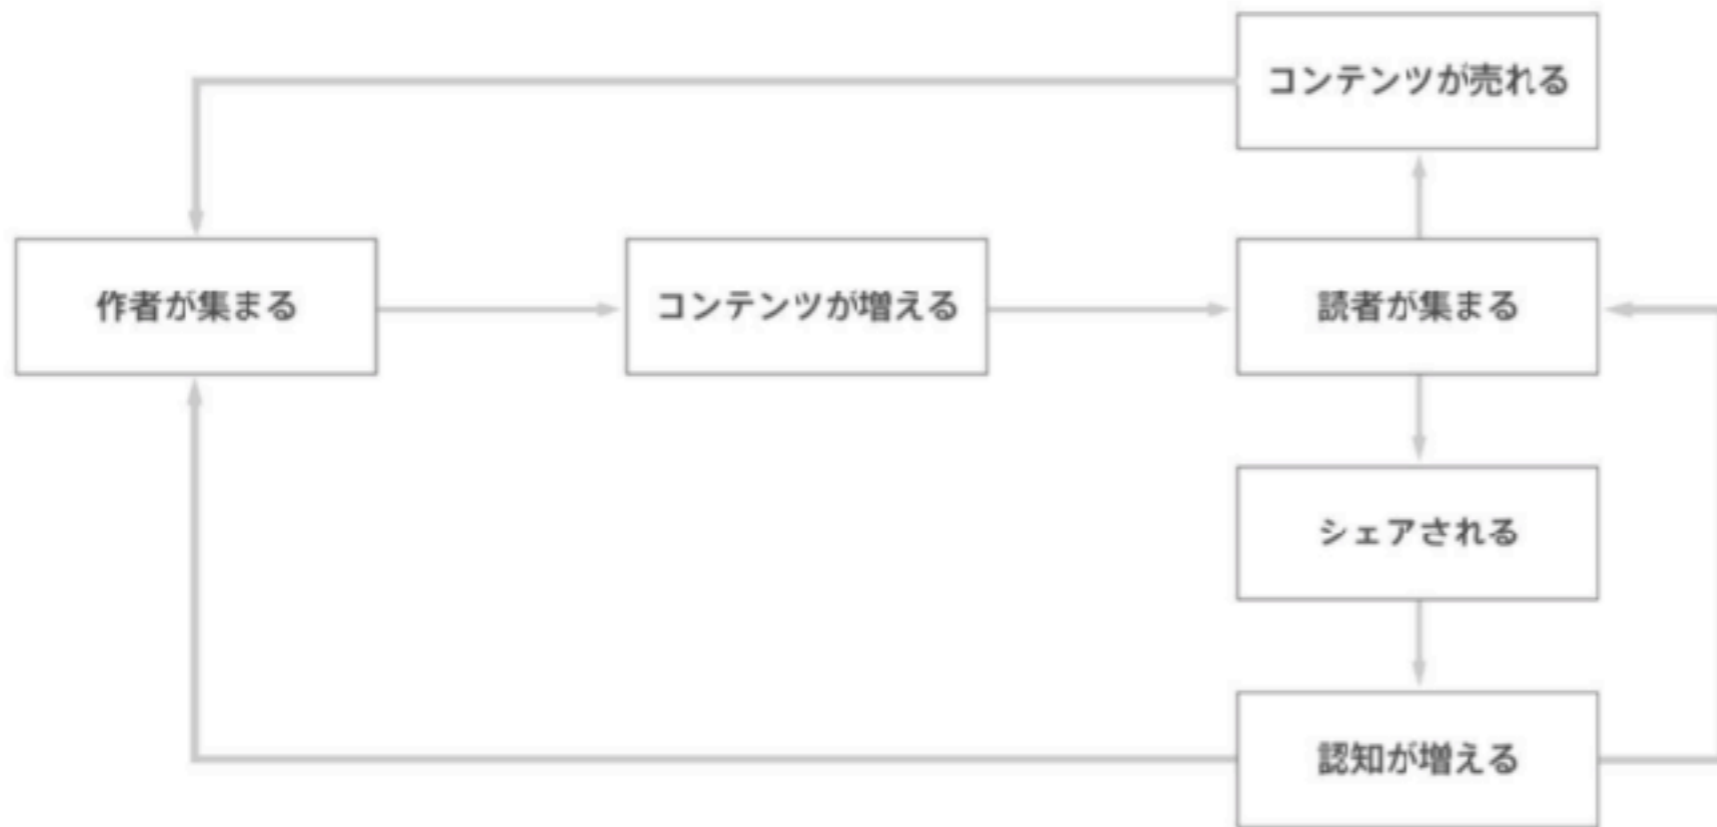 コンテンツが売れる
作者が集まる
コンテンツが増える
読者が集まる
シェアされる
認知が増える